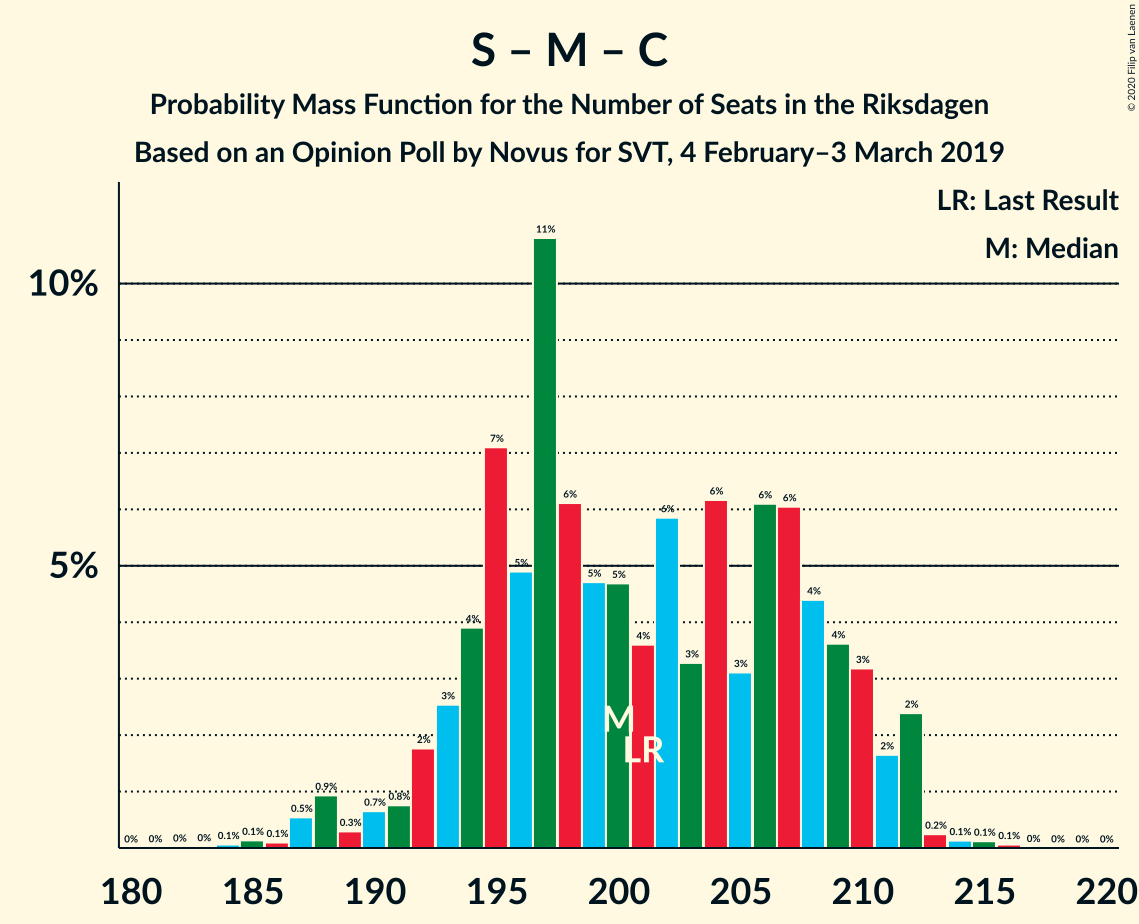 S – M – C
Probability Mass Function for the Number of Seats in the Riksdagen
Based on an Opinion Poll by Novus for SVT, 4 February–3 March 2019
© 2020 Filip van Laenen
LR: Last Result
M: Median
10%
5%
0% 0% 0% 0% 0.1% 0.1% 0.1% 0.5% 0.9% 0.3% 0.7% 0.8% 2% 3% 4% 7% 5% 11% 6% 5% 5% 4% 6% 3% 6% 3% 6% 6% 4% 4% 3% 2% 2% 0.2% 0.1% 0.1% 0.1% 0% 0% 0% 0%
M
LR
180 185 190 195 200 205 210 215 220